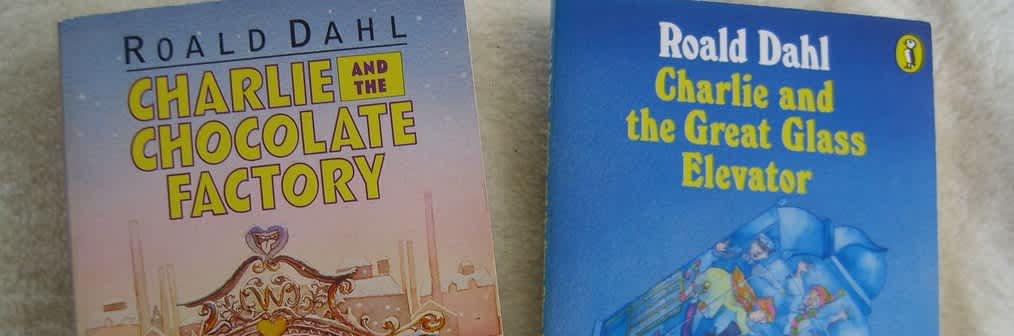 ROALD DAHL
CHARLIE AND THE
CHOCOLATE
FACTORY
W
Roald Dahl
Charlie and
the Great Glass
Elevator